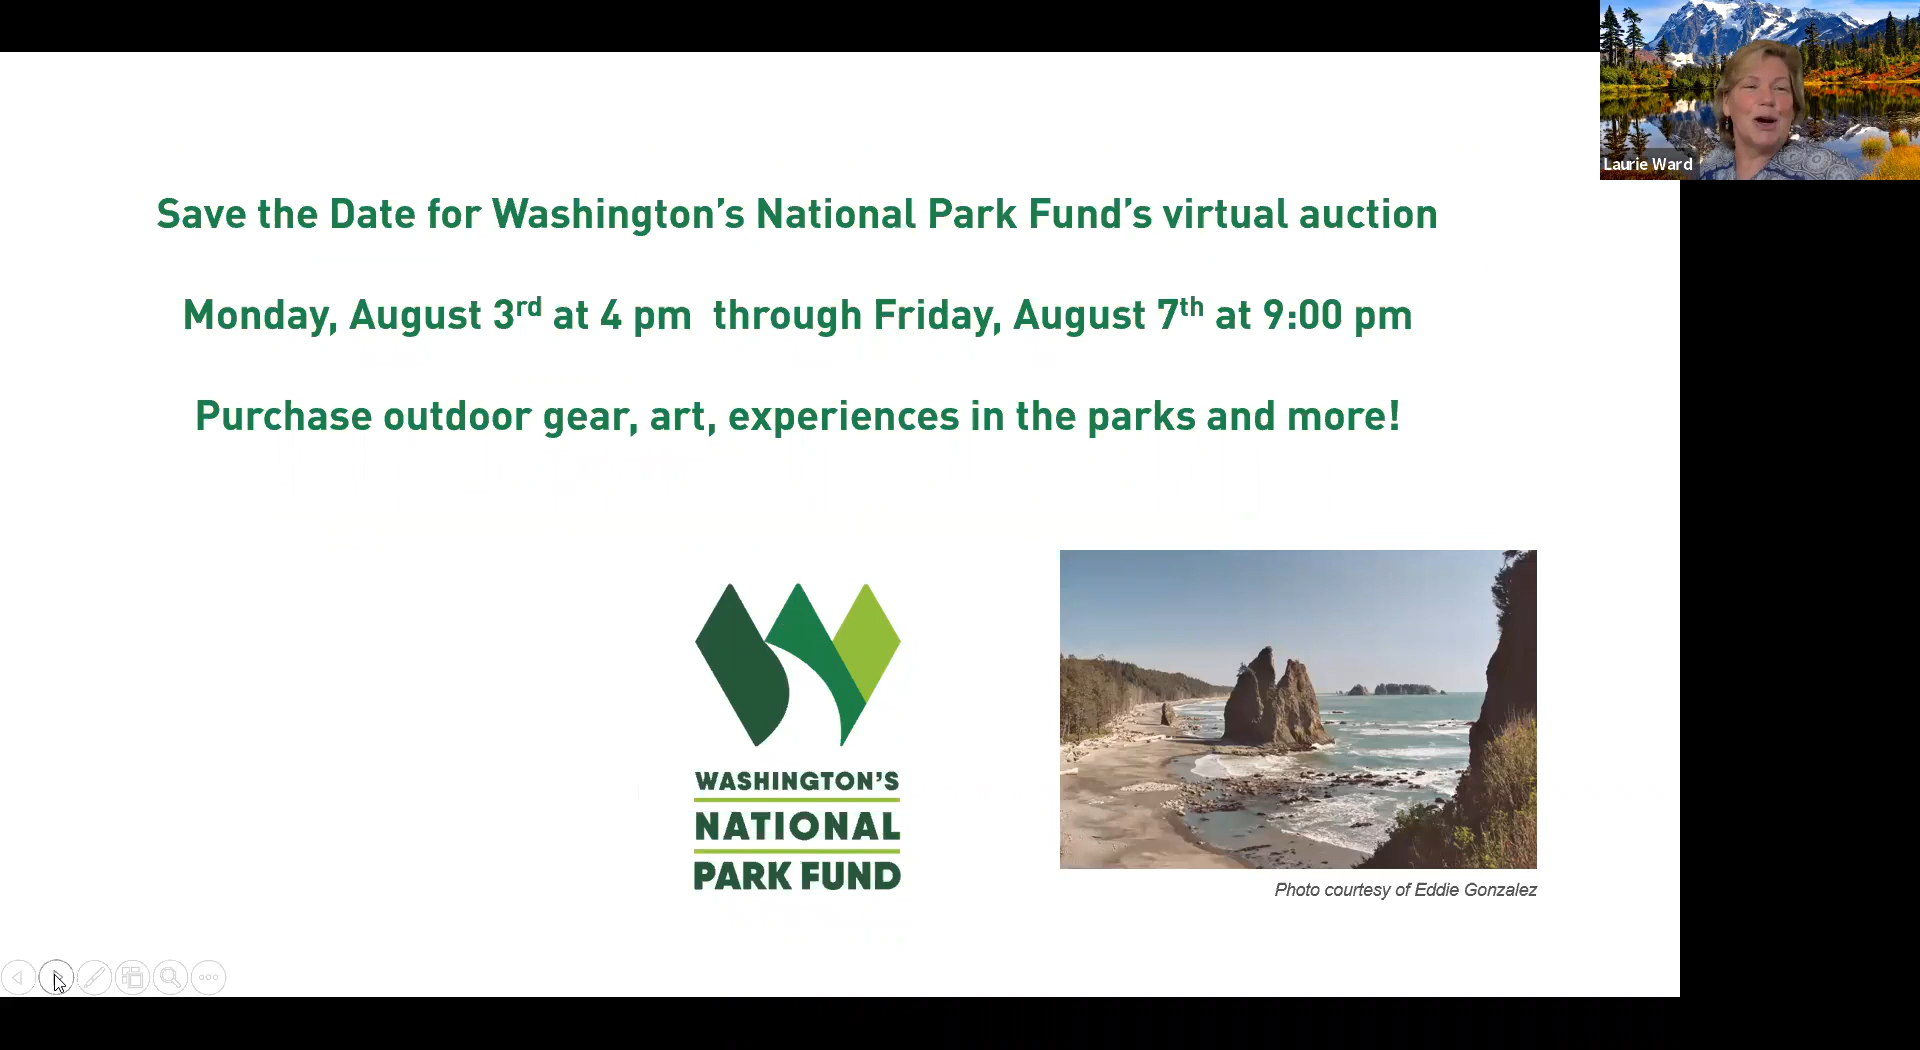 Laurie Ward
Save the Date for Washington’s National Park Fund’s virtual auction
Monday, August 3rd at 4 pm through Friday, August 7th at 9:00 pm
Purchase outdoor gear, art, experiences in the parks and more!
WASHINGTON’S
NATIONAL
PARK FUND
Photo courtesy of Eddie Gonzalez